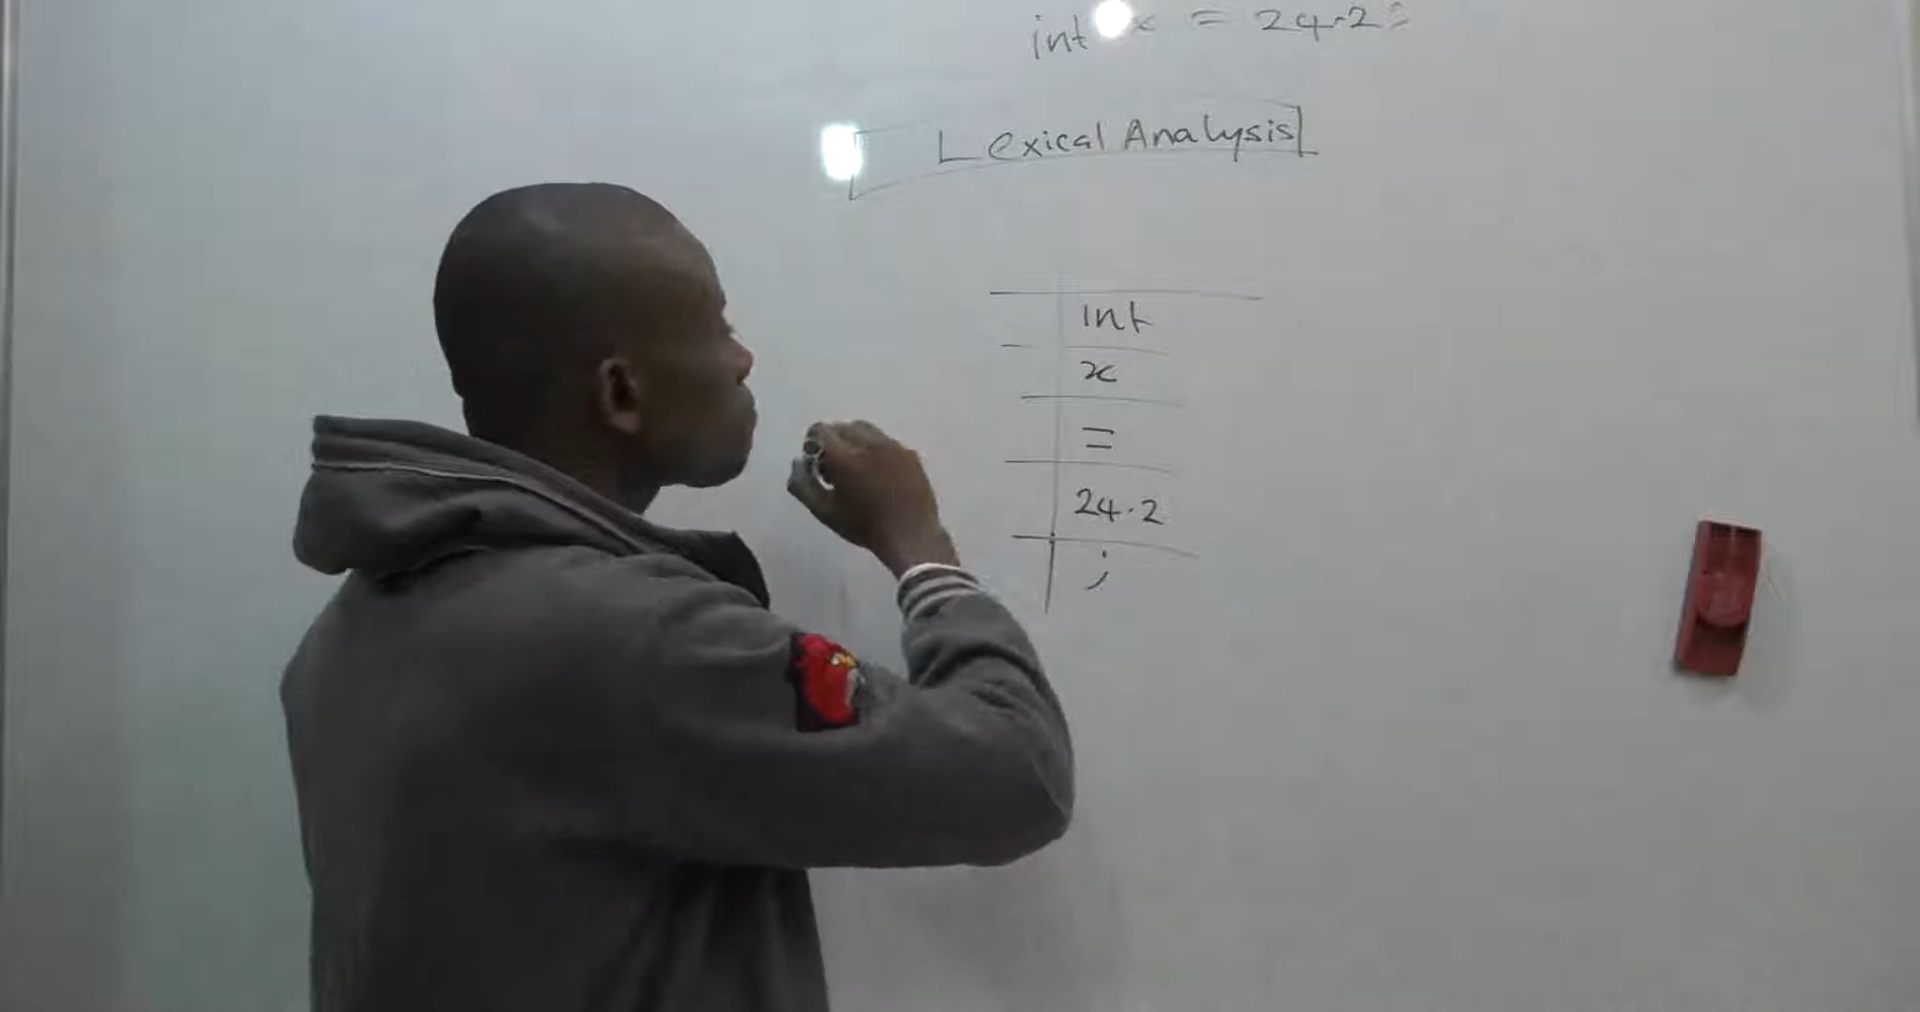 int x = 24.2;
Lexical Analysis
int
x
=
24.2
;